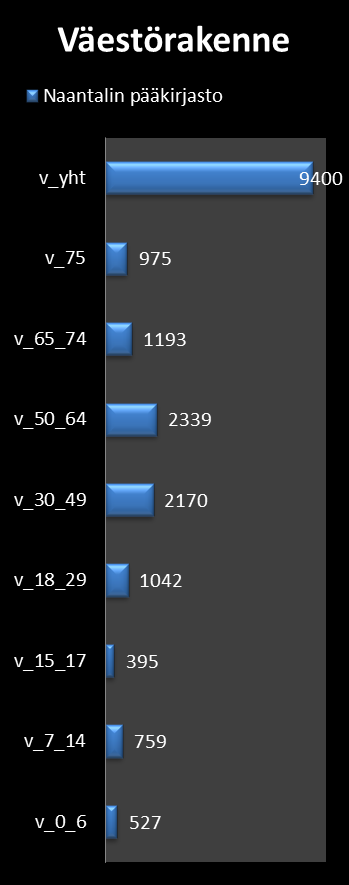 Väestörakenne
Naantalin pääkirjasto
v_yht 9400
v_75 975
v_65_74 1193
v_50_64 2339
v_30_49 2170
v_18_29 1042
v_15_17 395
v_7_14 759
v_0_6 527